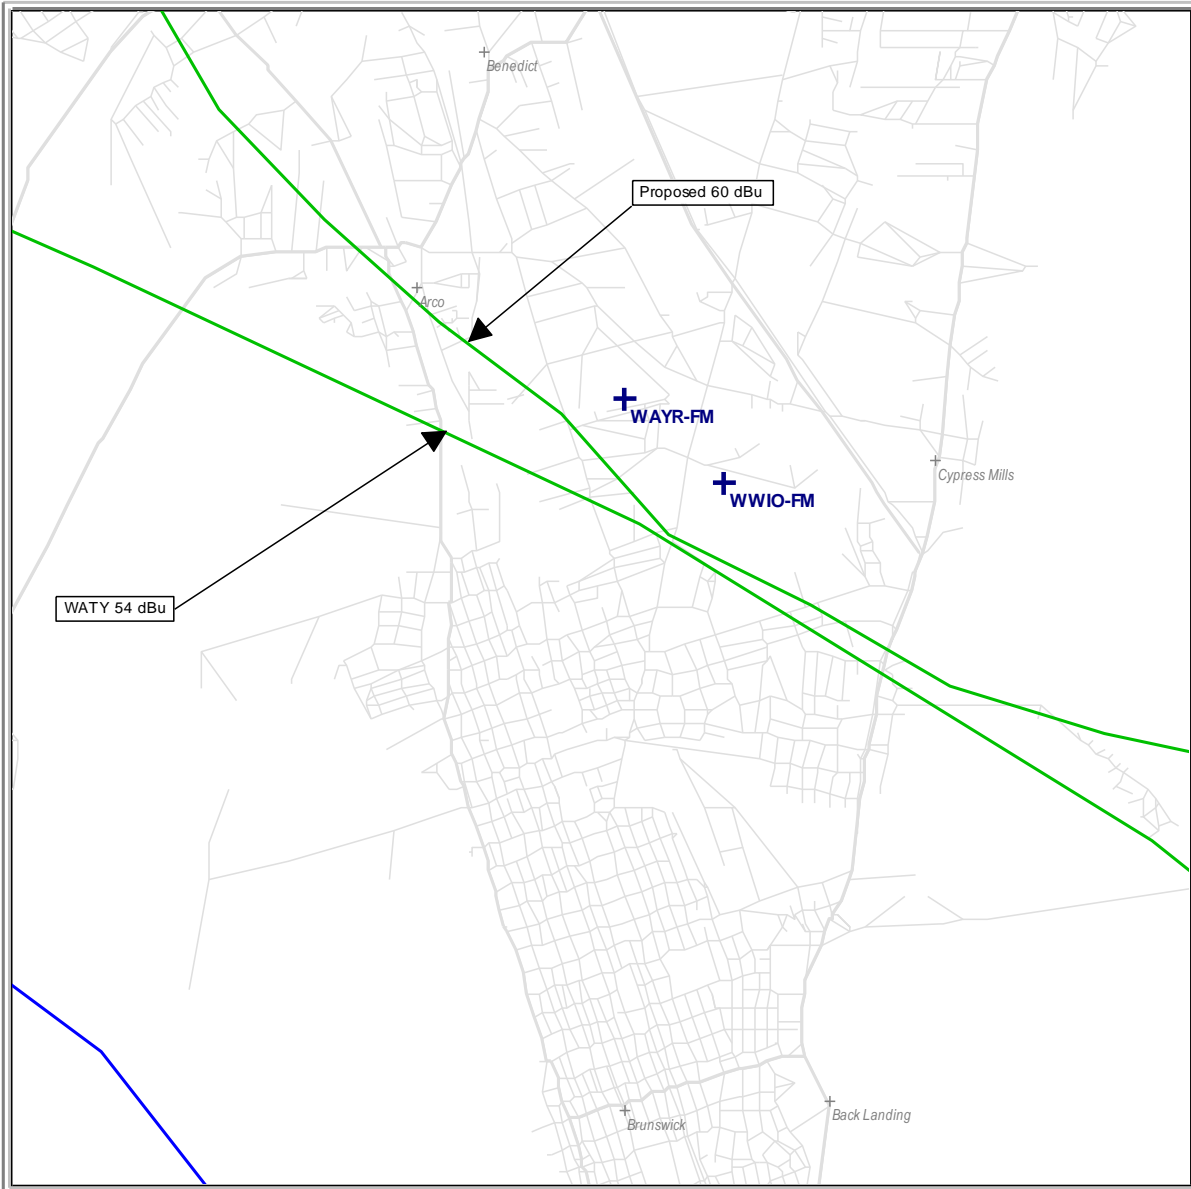 Benedict
Proposed 60 dBu
Arco
WAYR-FM
Cypress Mills
WWIO-FM
WATY 54 dBu
Brunswick
Back Landing